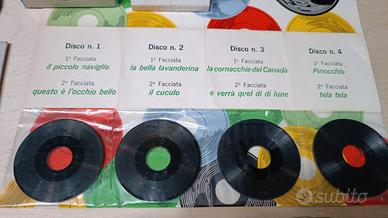 Disco n. 1
1ª Facciata
il piccolo naviglio
2ª Facciata
questo è l'occhio bello
Disco n. 2
1ª Facciata
la bella lavanderina
2ª Facciata
il cuculo
Disco n. 3
1ª Facciata
la cornacchia del Canadà
2ª Facciata
e verrà quel di di lune
Disco n. 4
1ª Facciata
Pinocchio
2ª Facciata
tela tela
subito